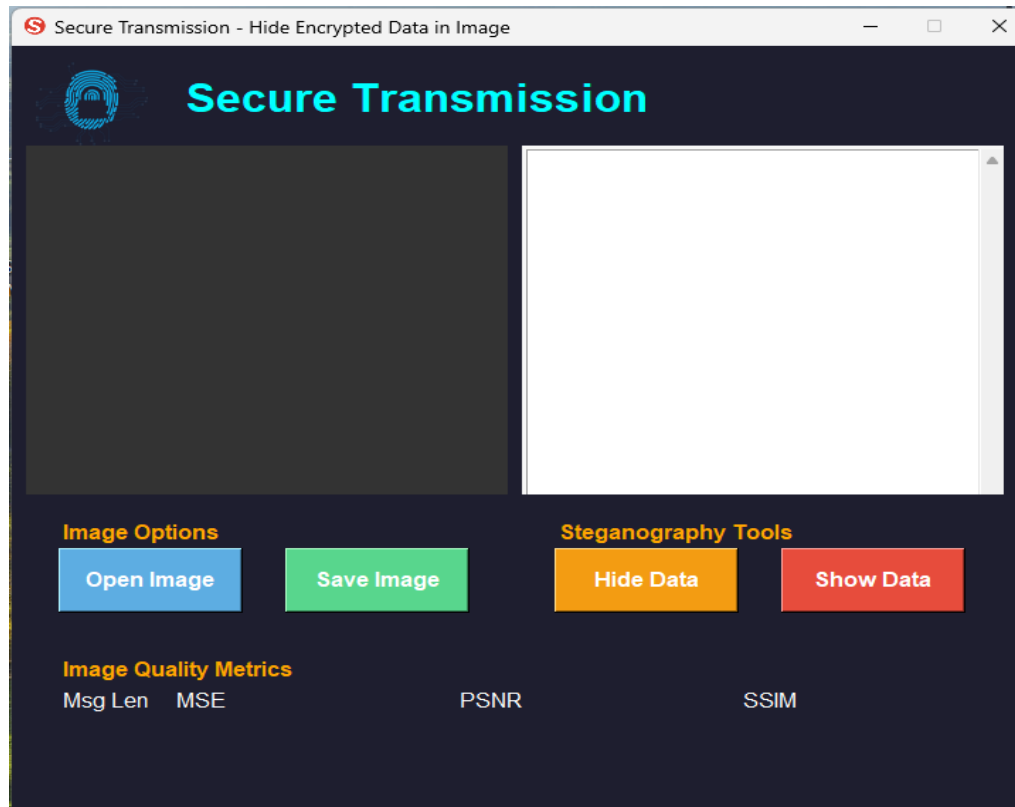 Secure Transmission - Hide Encrypted Data in Image
Secure Transmission
Image Options
Steganography Tools
Open Image
Save Image
Hide Data
Show Data
Image Quality Metrics
Msg Len MSE PSNR SSIM